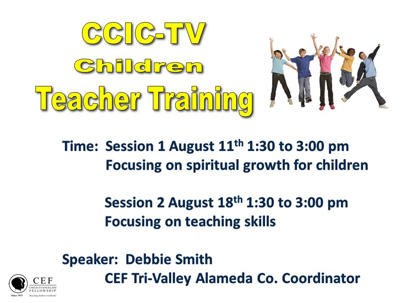 CCIC-TV
Children
Teacher Training
Time: Session 1 August 11th 1:30 to 3:00 pm
Focusing on spiritual growth for children
Session 2 August 18th 1:30 to 3:00 pm
Focusing on teaching skills
Speaker: Debbie Smith
CEF Tri-Valley Alameda Co. Coordinator
CEF
FELLOWSHIP